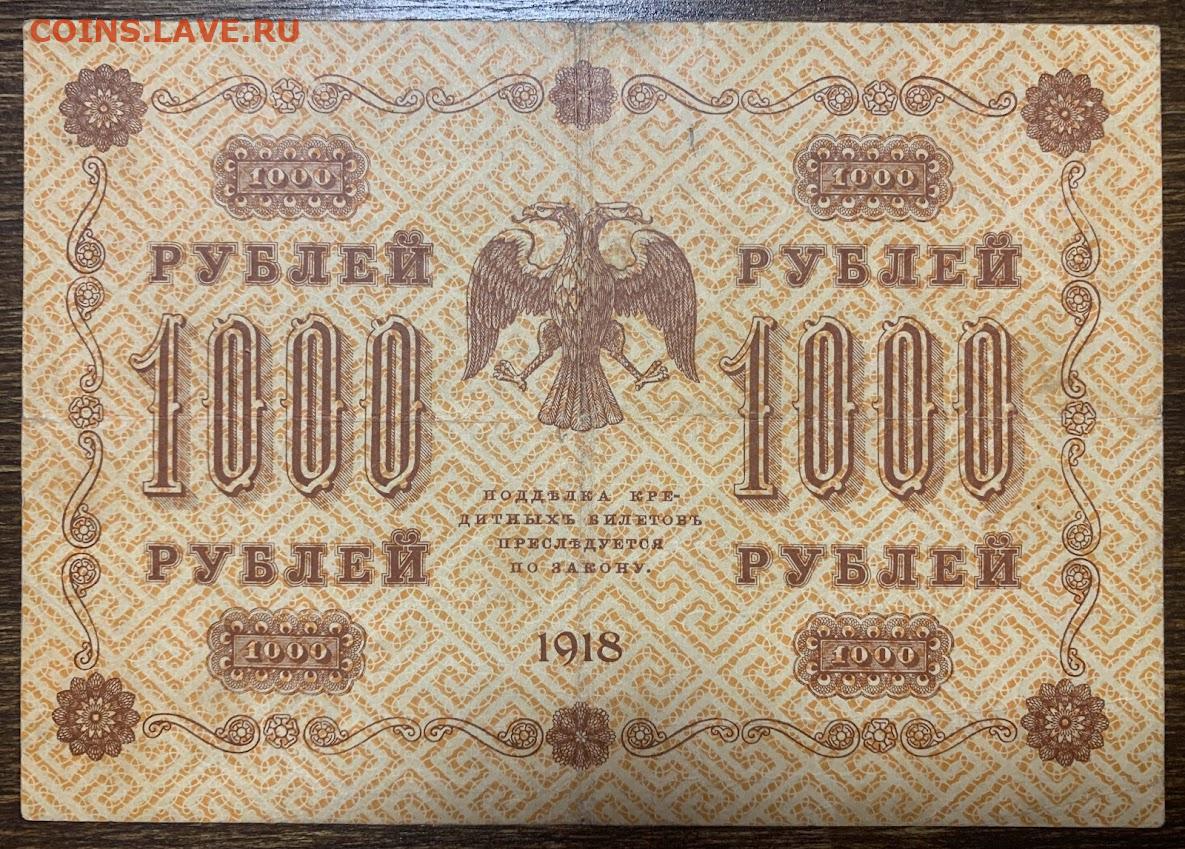 COINS.LAVE.RU
1000 1000
РУБЛЕЙ РУБЛЕЙ
1000 1000
ПОДДѢЛКА КРЕ-
ДИТНЫХЪ БИЛЕТОВЪ
ПРЕСЛѢДУЕТСЯ
ПО ЗАКОНУ.
РУБЛЕЙ РУБЛЕЙ
1000 1918 1000